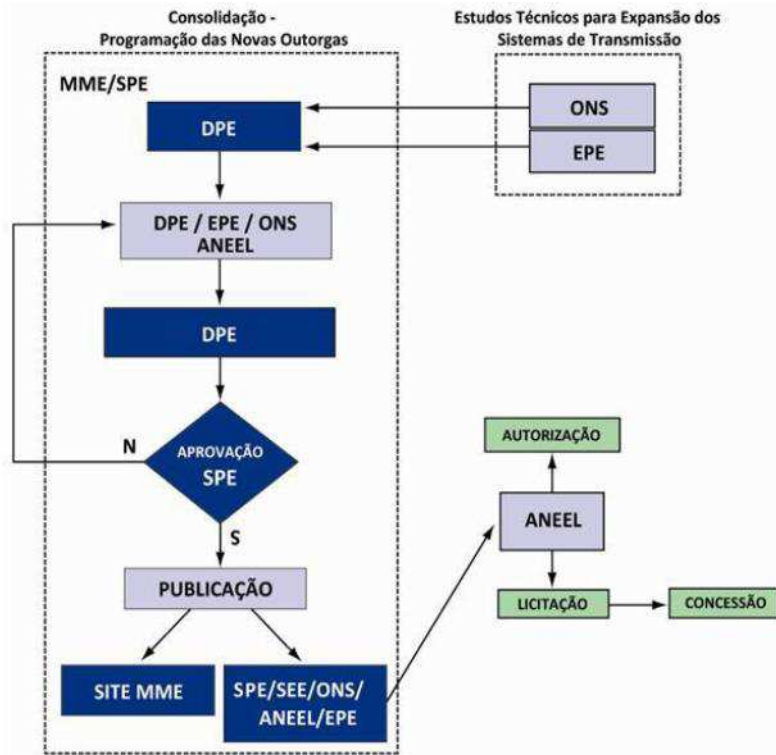 Consolidação -
Programação das Novas Outorgas
Estudos Técnicos para Expansão dos
Sistemas de Transmissão
MME/SPE
DPE
ONS
EPE
DPE / EPE / ONS
ANEEL
DPE
APROVAÇÃO
SPE
N
S
PUBLICAÇÃO
SITE MME
SPE/SEE/ONS/
ANEEL/EPE
AUTORIZAÇÃO
ANEEL
LICITAÇÃO
CONCESSÃO